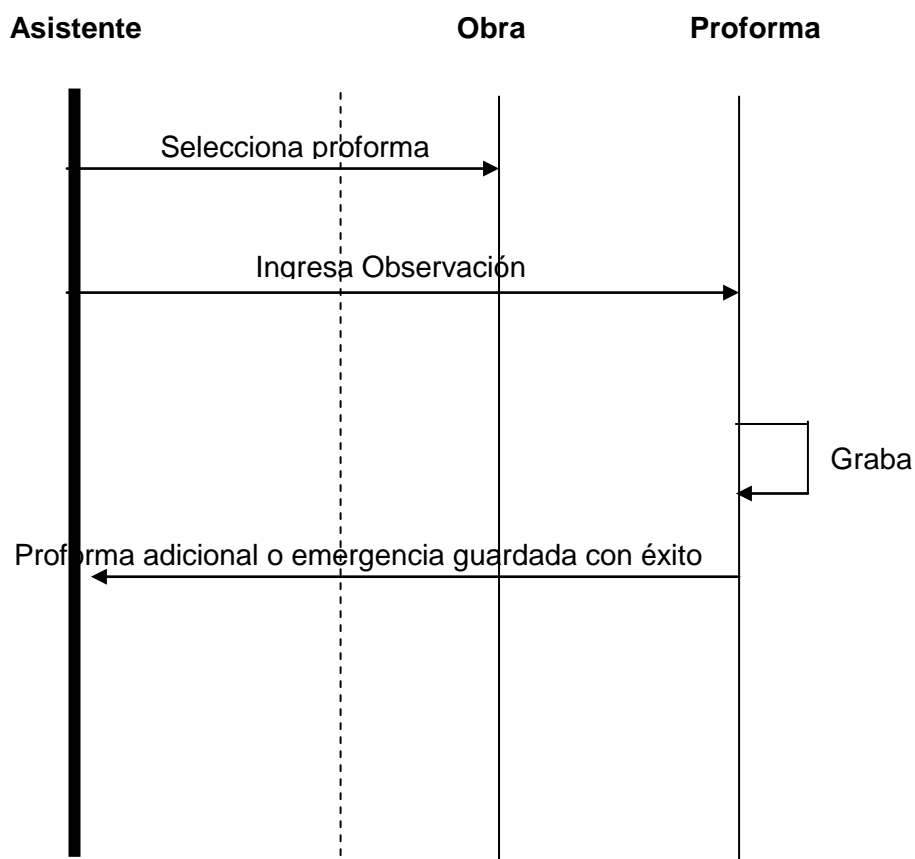 Asistente Obra Proforma
Selecciona proforma
Ingresa Observación
Graba
Proforma adicional o emergencia guardada con éxito